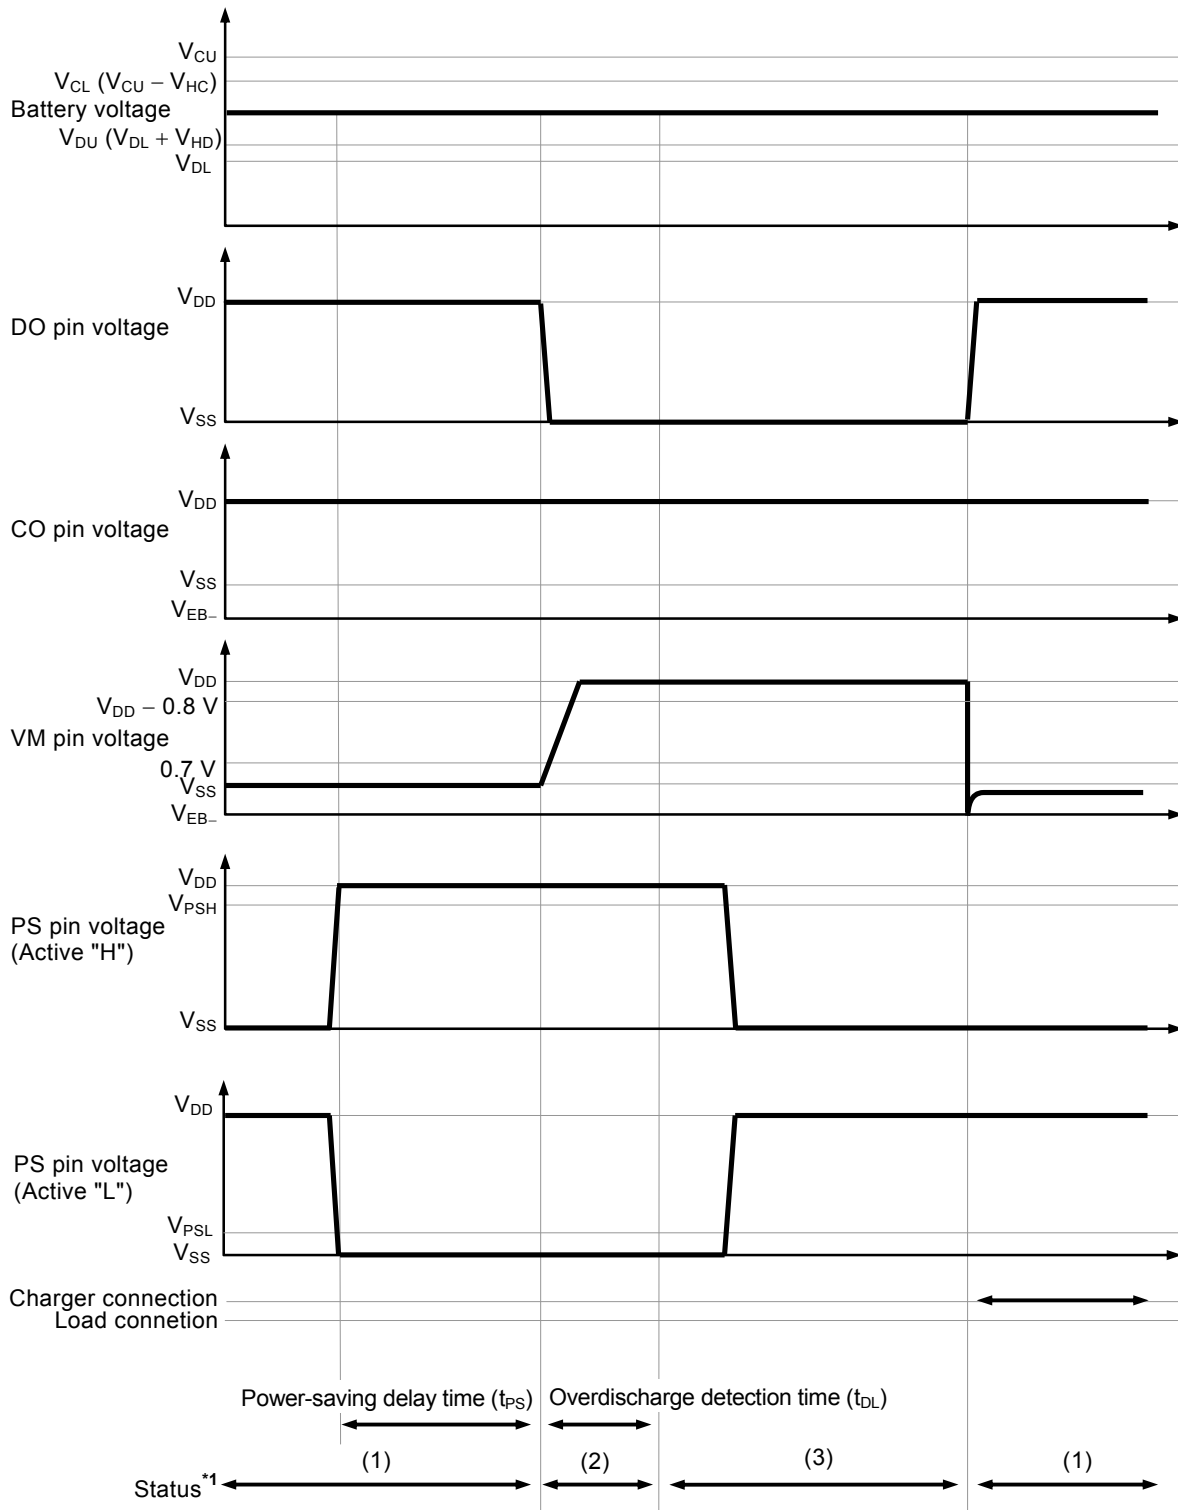 V_CU
V_CL (V_CU − V_HC)
Battery voltage
V_DU (V_DL + V_HD)
V_DL
V_DD
DO pin voltage
V_SS
V_DD
CO pin voltage
V_SS
V_EB−
V_DD
V_DD − 0.8 V
VM pin voltage
0.7 V
V_SS
V_EB−
V_DD
V_PSH
PS pin voltage
(Active "H")
V_SS
V_DD
PS pin voltage
(Active "L")
V_PSL
V_SS
Charger connection
Load connetion
Power-saving delay time (t_PS) Overdischarge detection time (t_DL)
(1) (2) (3) (1)
Status*1